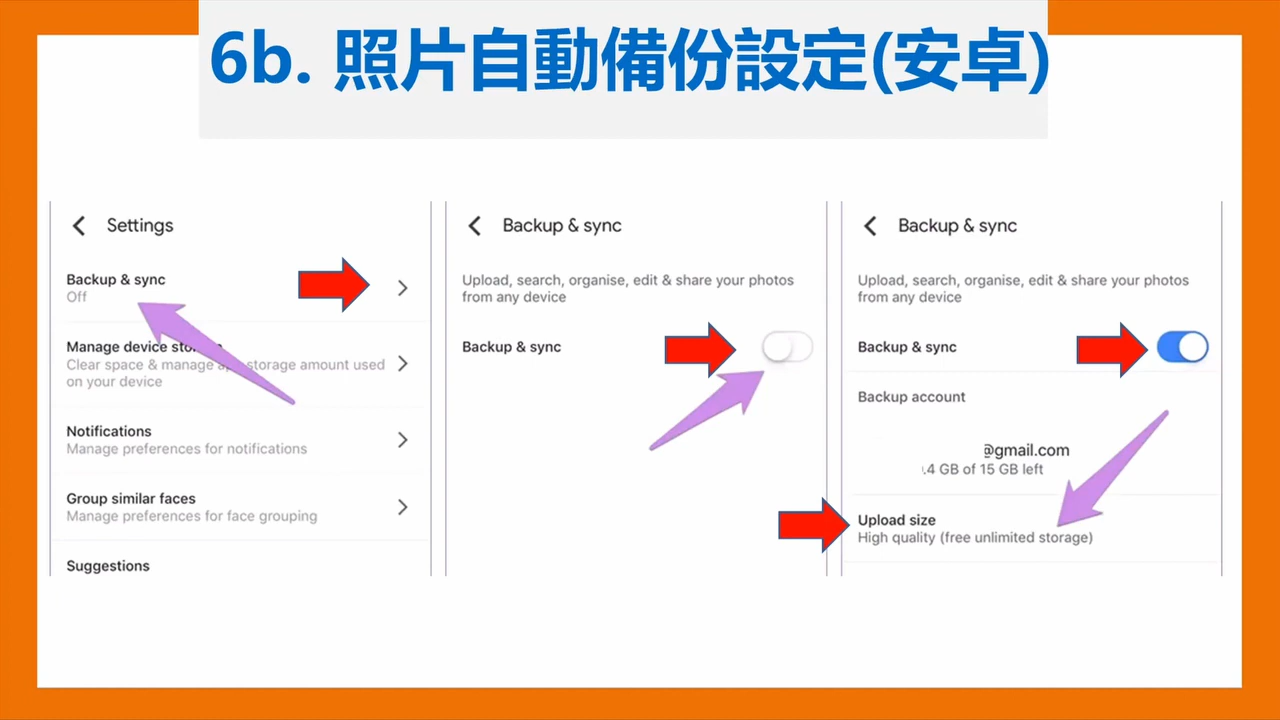 6b. 照片自動備份設定(安卓)
Settings
Backup & sync
Off
Manage device
Clear space & manage storage amount used
on your device
Notifications
Manage preferences for notifications
Group similar faces
Manage preferences for face grouping
Suggestions
Backup & sync
Upload, search, organise, edit & share your photos
from any device
Backup & sync
Backup & sync
Upload, search, organise, edit & share your photos
from any device
Backup & sync
Backup account
@gmail.com
.4 GB of 15 GB left
Upload size
High quality (free unlimited storage)